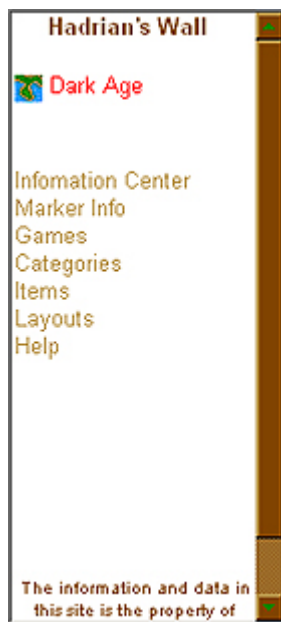 Hadrian's Wall
Dark Age
Infomation Center
Marker Info
Games
Categories
Items
Layouts
Help
The information and data in
this site is the property of